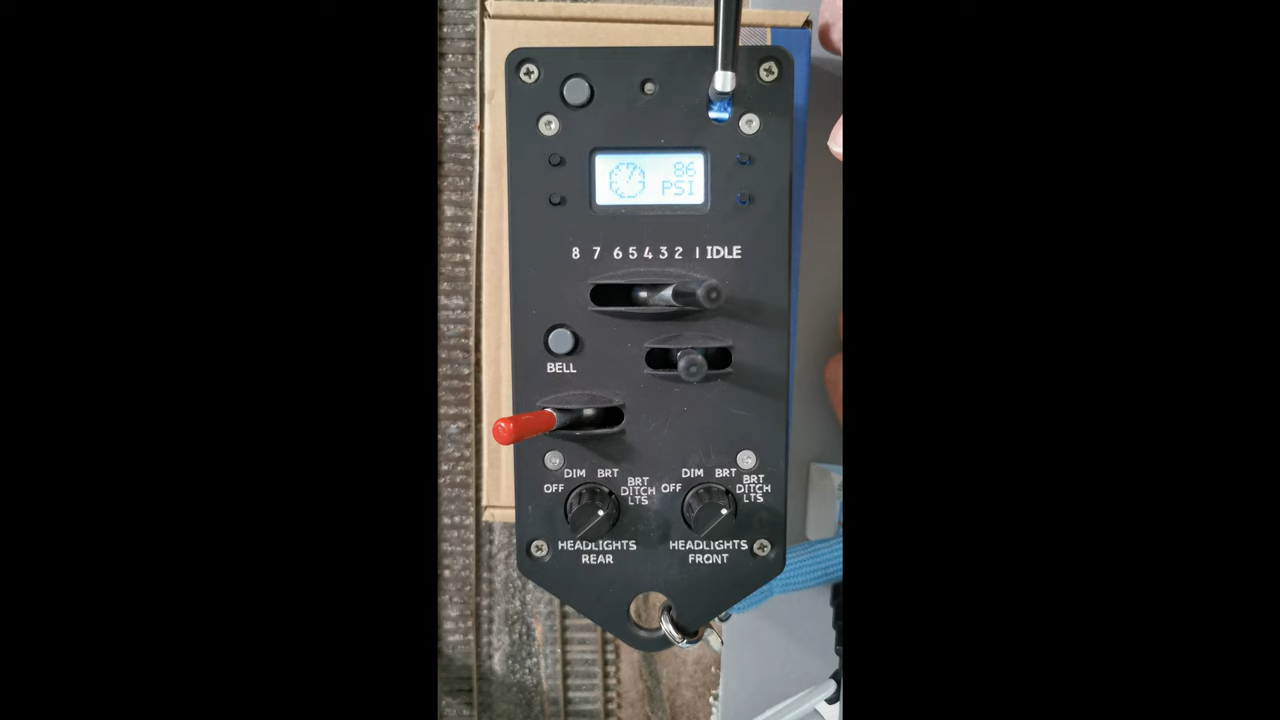 86
PSI
8 7 6 5 4 3 2 1 IDLE
BELL
OFF DIM BRT BRT DITCH LTS
HEADLIGHTS
REAR
OFF DIM BRT BRT DITCH LTS
HEADLIGHTS
FRONT